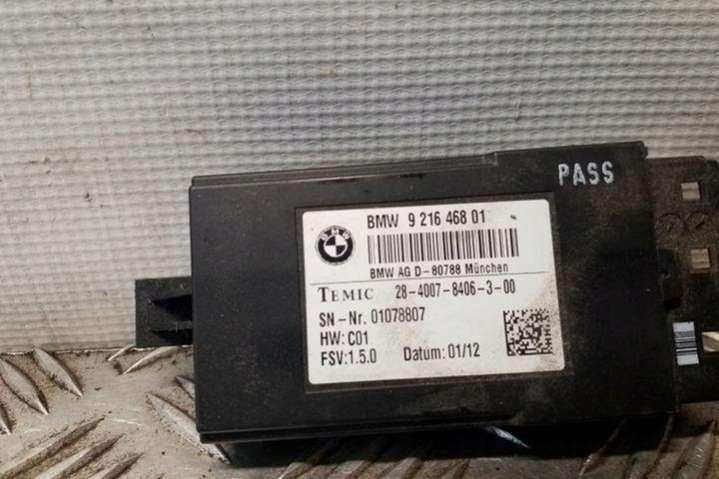 PASS
BMW
BMW 9 216 468 01
BMW AG D-80788 München
TEMIC 28-4007-8406-3-00
SN-Nr. 01078807
HW: C01
FSV:1.5.0 Datum: 01/12